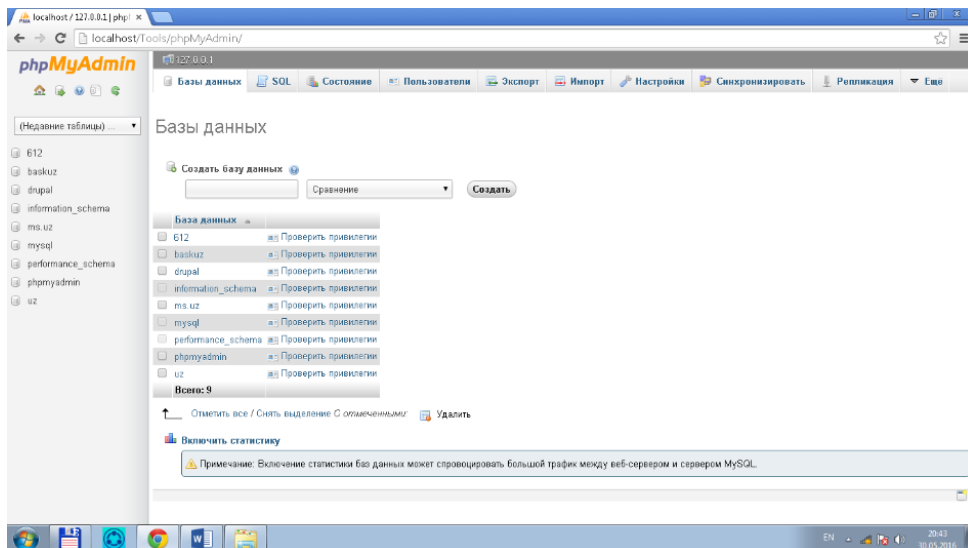 localhost / 127.0.0.1 | phpM
localhost/Tools/phpMyAdmin/
phpMyAdmin
127.0.0.1
Базы данных SQL Состояние Пользователи Экспорт Импорт Настройки Синхронизировать Репликация Ещё
(Недавние таблицы) ...
612
baskuz
drupal
information_schema
ms.uz
mysql
performance_schema
phpmyadmin
uz
Базы данных
Создать базу данных
Сравнение Создать
База данных
612 Проверить привилегии
baskuz Проверить привилегии
drupal Проверить привилегии
information_schema Проверить привилегии
ms.uz Проверить привилегии
mysql Проверить привилегии
performance_schema Проверить привилегии
phpmyadmin Проверить привилегии
uz Проверить привилегии
Всего: 9
Отметить все / Снять выделение С отмеченными: Удалить
Включить статистику
Примечание: Включение статистики баз данных может спровоцировать большой трафик между веб-сервером и сервером MySQL.
EN 20:43
30.05.2016